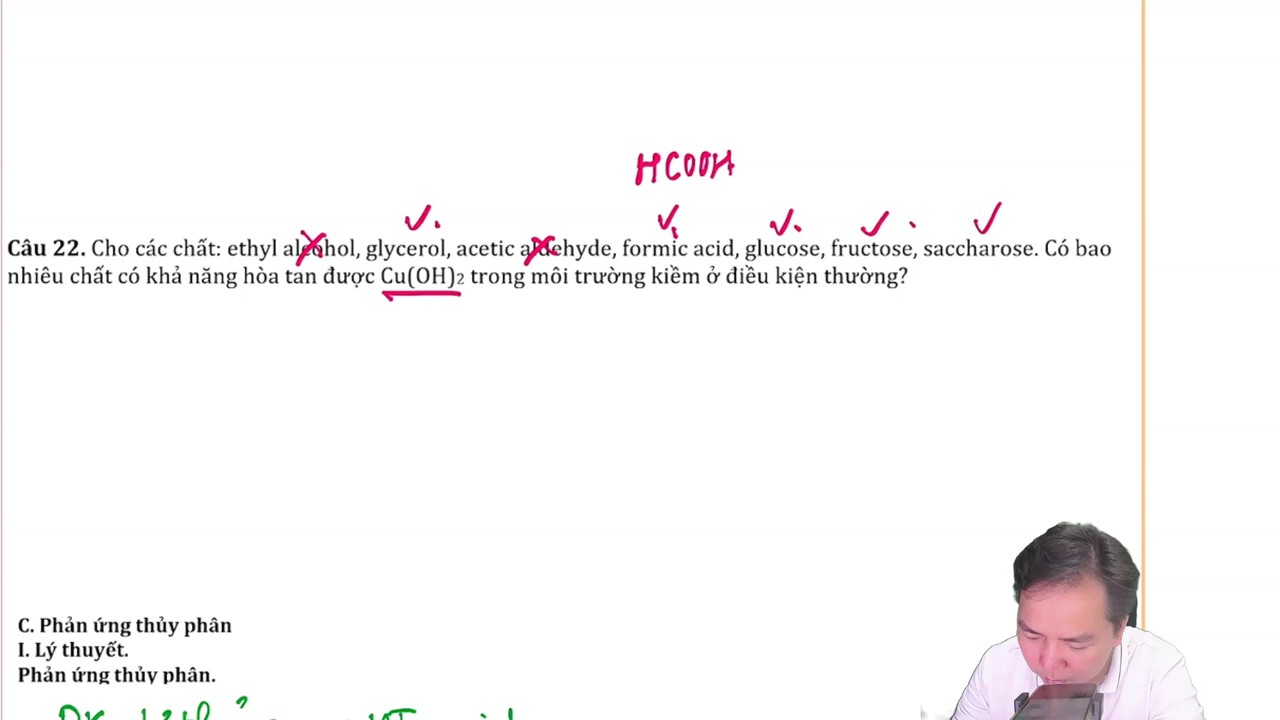 HCOOH
Câu 22. Cho các chất: ethyl alcohol, glycerol, acetic aldehyde, formic acid, glucose, fructose, saccharose. Có bao
nhiêu chất có khả năng hòa tan được Cu(OH)₂ trong môi trường kiềm ở điều kiện thường?
C. Phản ứng thủy phân
I. Lý thuyết.
Phản ứng thủy phân.